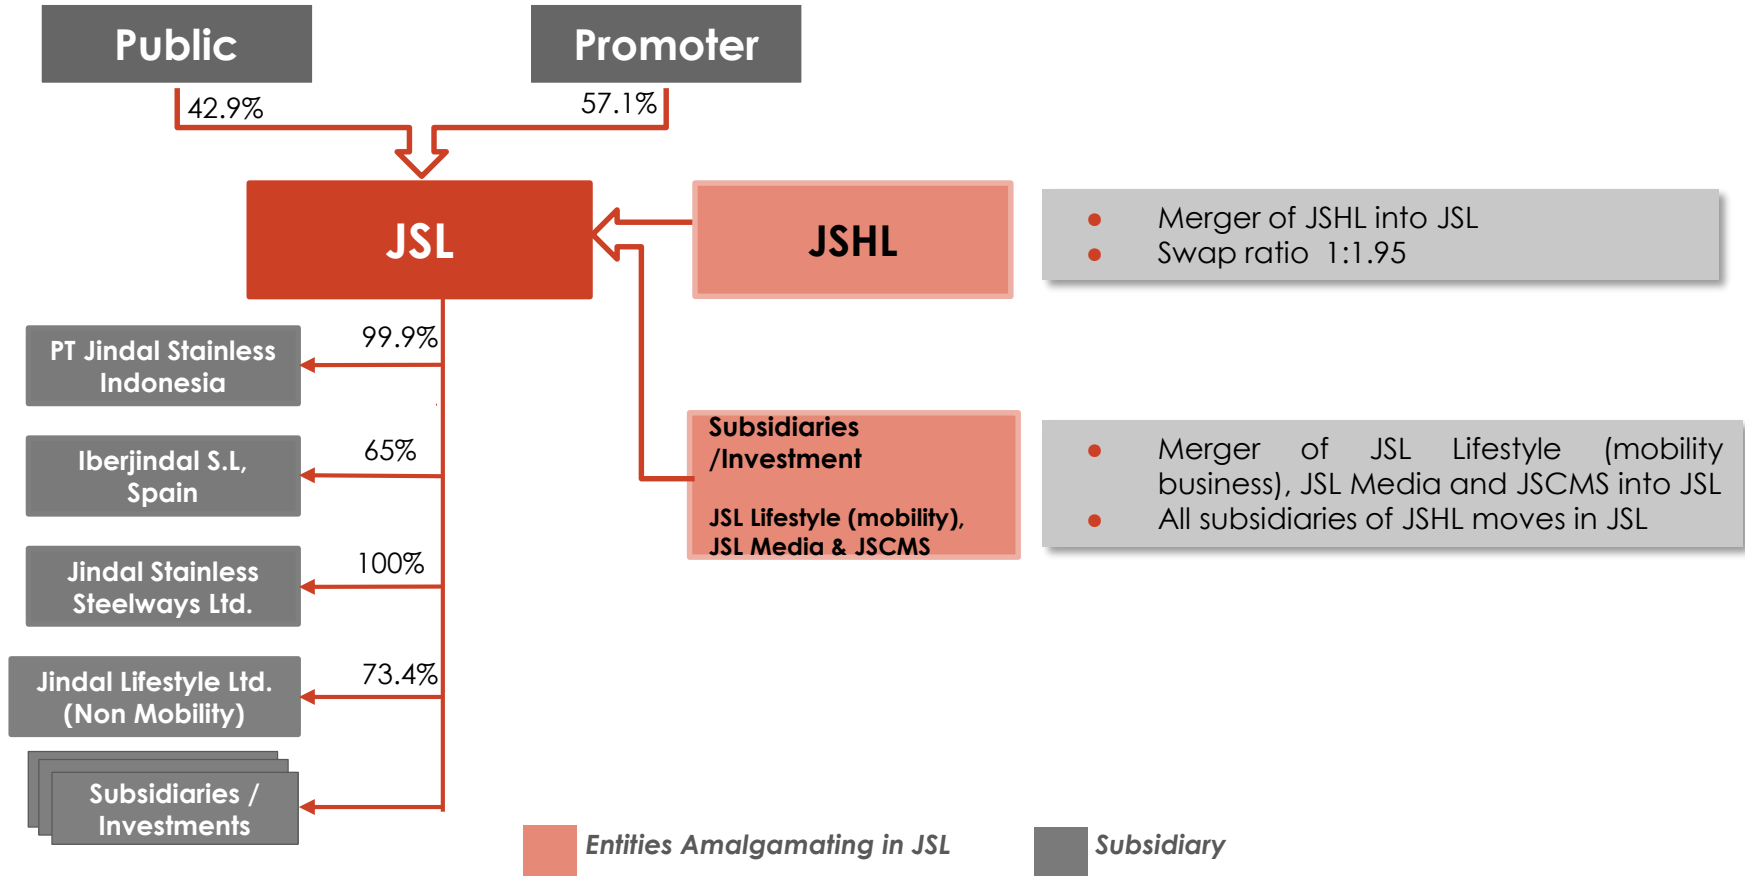 Public
Promoter
42.9%
57.1%
JSL
JSHL
● Merger of JSHL into JSL
● Swap ratio 1:1.95
PT Jindal Stainless
Indonesia
99.9%
Iberjindal S.L,
Spain
65%
Jindal Stainless
Steelways Ltd.
100%
Jindal Lifestyle Ltd.
(Non Mobility)
73.4%
Subsidiaries /
Investments
Subsidiaries
/Investment
JSL Lifestyle (mobility),
JSL Media & JSCMS
● Merger of JSL Lifestyle (mobility
business), JSL Media and JSCMS into JSL
● All subsidiaries of JSHL moves in JSL
Entities Amalgamating in JSL
Subsidiary